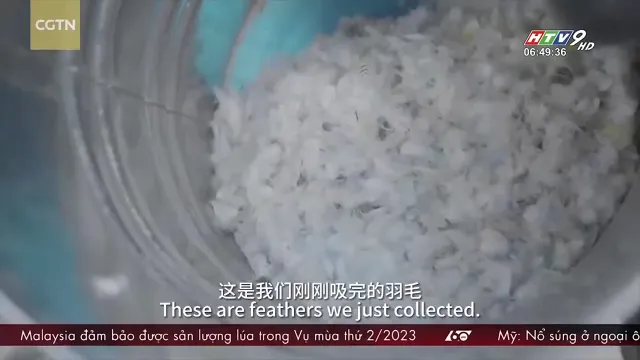 CGTN
HTV9 HD
06:49:36
这是我们刚刚吸完的羽毛
These are feathers we just collected.
Malaysia đảm bảo được sản lượng lúa trong Vụ mùa thứ 2/2023
Mỹ: Nổ súng ở ngoại ô